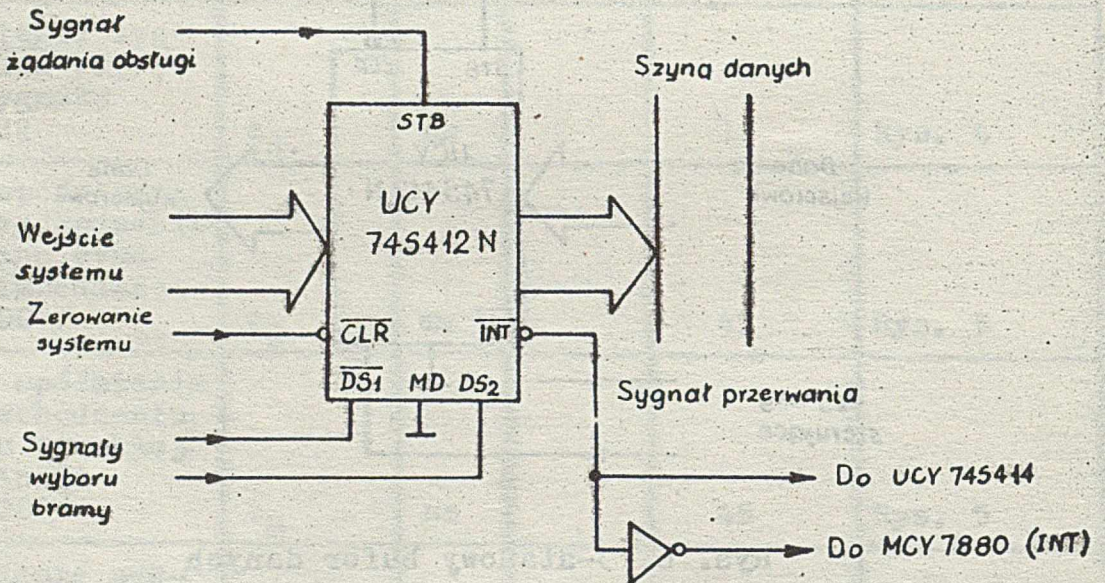 Sygnał
żądania obsługi
Szyną danych
STB
UCY
74S412 N
Wejście
systemu
Zerowanie
systemu
CLR
INT
DS1 MD DS2
Sygnał przerwania
Sygnały
wyboru
bramy
Do UCY 74S414
Do MCY 7880 (INT)